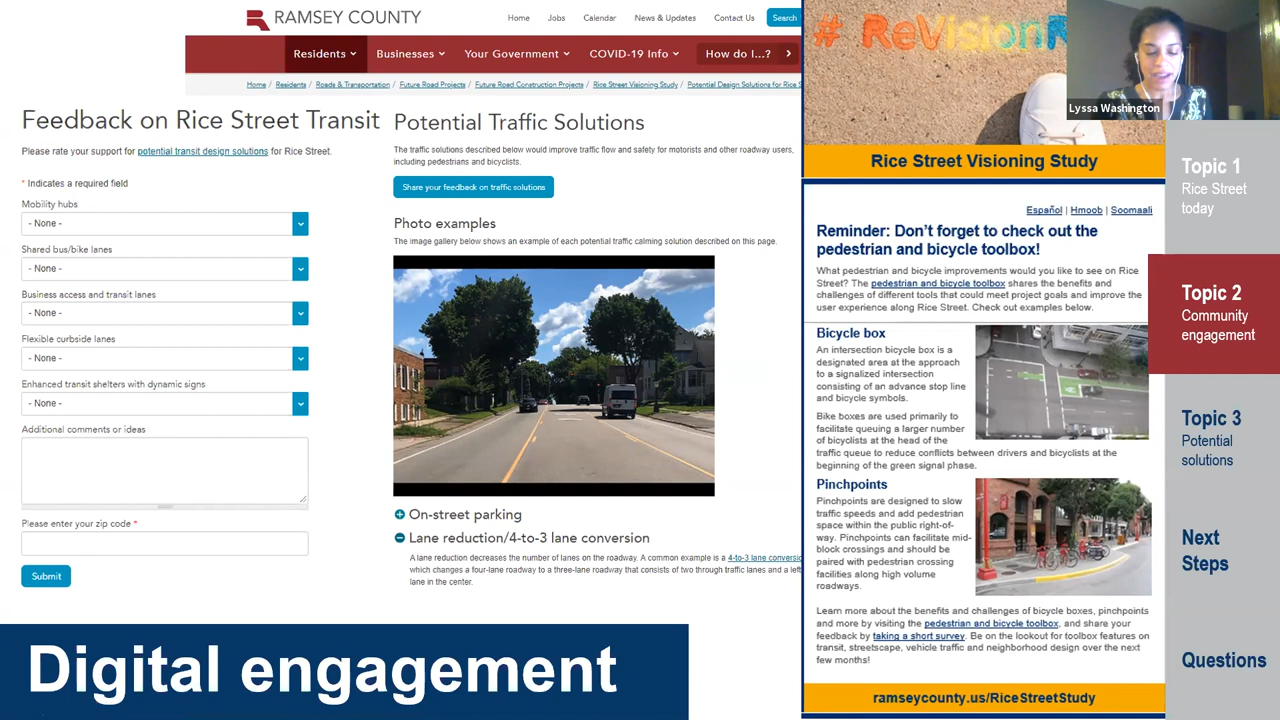 RAMSEY COUNTY
Home Jobs Calendar News & Updates Contact Us Search
Residents Businesses Your Government COVID-19 Info How do I...?
Home / Residents / Roads & Transportation / Future Road Projects / Future Road Construction Projects / Rice Street Visioning Study / Potential Design Solutions for Rice S
Feedback on Rice Street Transit
Please rate your support for potential transit design solutions for Rice Street.
* Indicates a required field
Mobility hubs
- None -
Shared bus/bike lanes
- None -
Business access and transit lanes
- None -
Flexible curbside lanes
- None -
Enhanced transit shelters with dynamic signs
- None -
Additional comments or ideas
Please enter your zip code *
Submit
Potential Traffic Solutions
The traffic solutions described below would improve traffic flow and safety for motorists and other roadway users,
including pedestrians and bicyclists.
Share your feedback on traffic solutions
Photo examples
The image gallery below shows an example of each potential traffic calming solution described on this page.
On-street parking
Lane reduction/4-to-3 lane conversion
A lane reduction decreases the number of lanes on the roadway. A common example is a 4-to-3 lane conversio
which changes a four-lane roadway to a three-lane roadway that consists of two through traffic lanes and a left
lane in the center.
Digital engagement
# ReVisionR
Lyssa Washington
Rice Street Visioning Study
Español | Hmoob | Soomaali
Reminder: Don't forget to check out the
pedestrian and bicycle toolbox!
What pedestrian and bicycle improvements would you like to see on Rice
Street? The pedestrian and bicycle toolbox shares the benefits and
challenges of different tools that could meet project goals and improve the
user experience along Rice Street. Check out examples below.
Bicycle box
An intersection bicycle box is a
designated area at the approach
to a signalized intersection
consisting of an advance stop line
and bicycle symbols.
Bike boxes are used primarily to
facilitate queuing a larger number
of bicyclists at the head of the
traffic queue to reduce conflicts between drivers and bicyclists at the
beginning of the green signal phase.
Pinchpoints
Pinchpoints are designed to slow
traffic speeds and add pedestrian
space within the public right-of-
way. Pinchpoints can facilitate mid-
block crossings and should be
paired with pedestrian crossing
facilities along high volume
roadways.
Learn more about the benefits and challenges of bicycle boxes, pinchpoints
and more by visiting the pedestrian and bicycle toolbox, and share your
feedback by taking a short survey. Be on the lookout for toolbox features on
transit, streetscape, vehicle traffic and neighborhood design over the next
few months!
ramseycounty.us/RiceStreetStudy
Topic 1
Rice Street
today
Topic 2
Community
engagement
Topic 3
Potential
solutions
Next
Steps
Questions